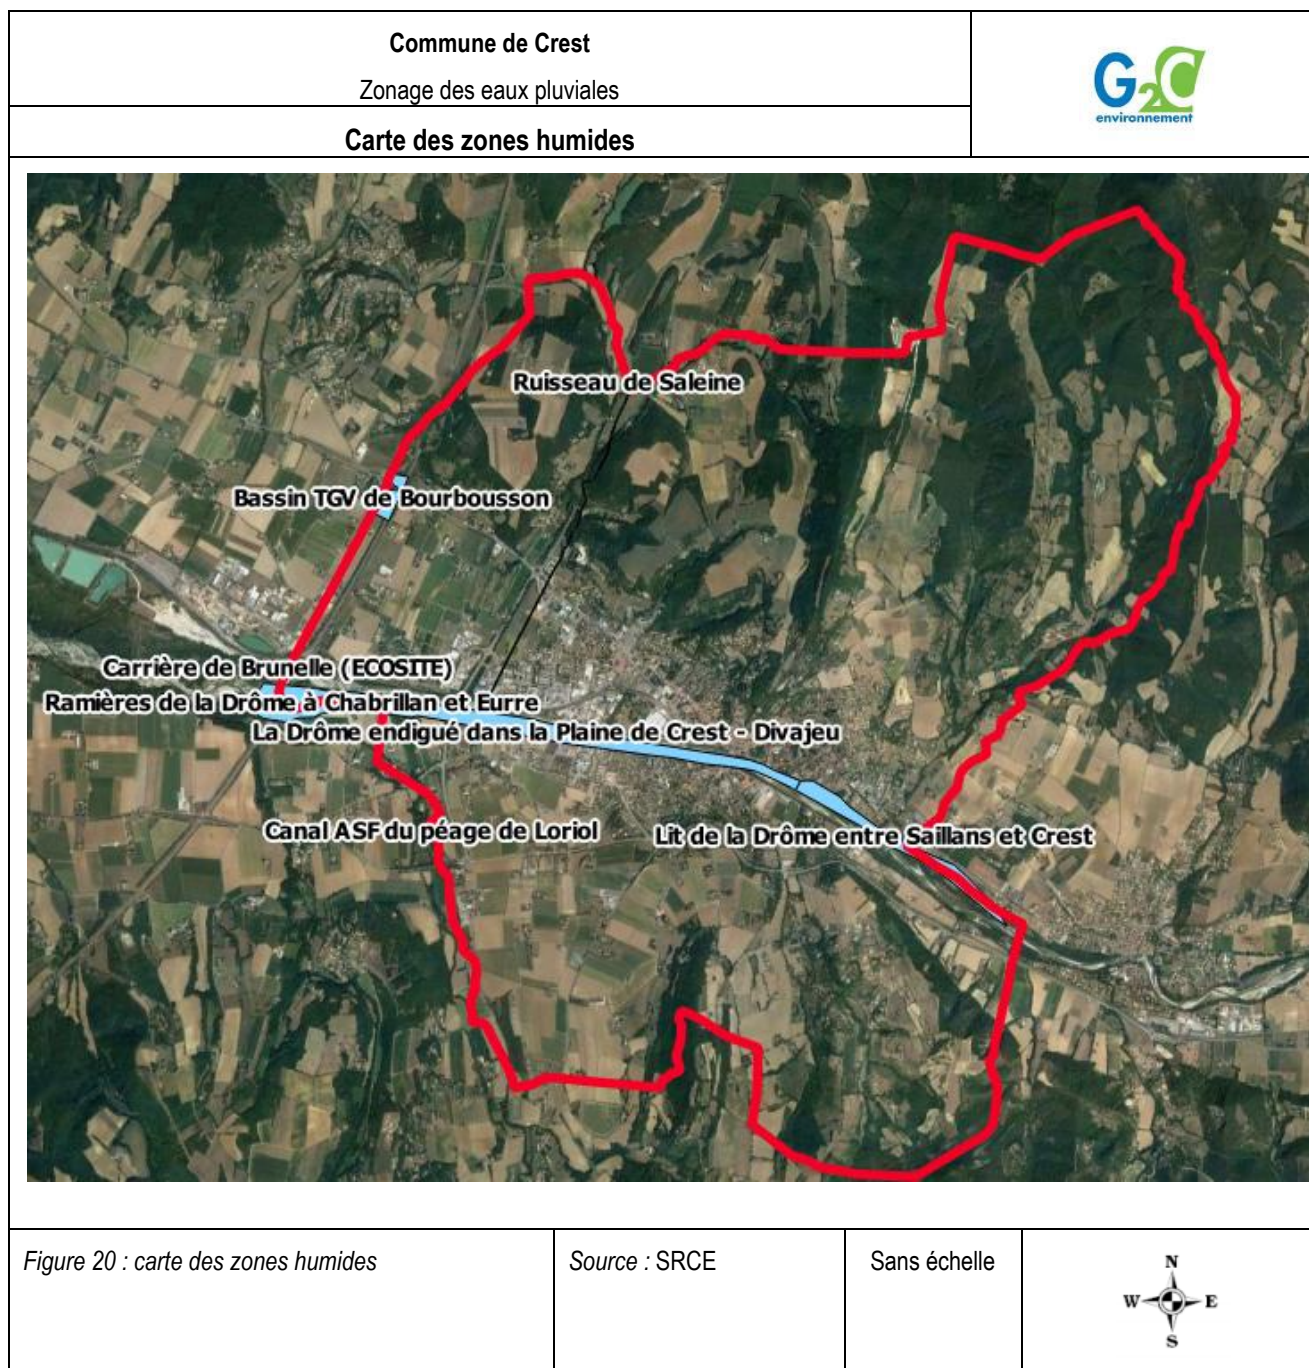 Commune de Crest
Zonage des eaux pluviales
Carte des zones humides
G2C
environnement
Ruisseau de Saleine
Bassin TGV de Bourbousson
Carrière de Brunelle (ECOSITE)
Ramières de la Drôme à Chabrillan et Eurre
La Drôme endigué dans la Plaine de Crest - Divajeu
Canal ASF du péage de Loriol
Lit de la Drôme entre Saillans et Crest
Figure 20 : carte des zones humides
Source : SRCE
Sans échelle
N
W E
S